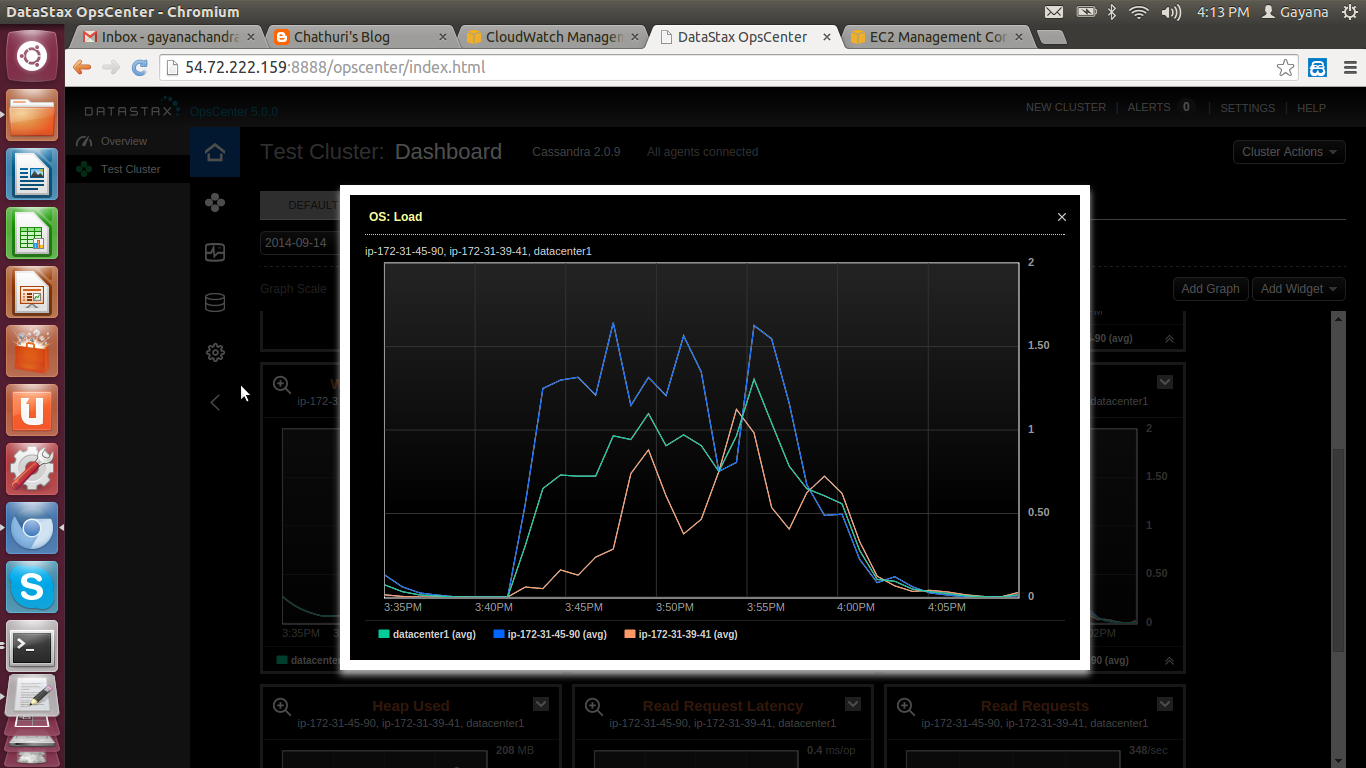 DataStax OpsCenter - Chromium
4:13 PM Gayana
Inbox - gayanachandra
Chathuri's Blog
CloudWatch Managemen
DataStax OpsCenter
EC2 Management Con
54.72.222.159:8888/opscenter/index.html
DATASTAX OpsCenter 5.0.0
NEW CLUSTER | ALERTS 0 | SETTINGS | HELP
Overview
Test Cluster
Test Cluster: Dashboard Cassandra 2.0.9 All agents connected
Cluster Actions
DEFAULT
2014-09-14
Graph Scale
Add Graph
Add Widget
OS: Load
ip-172-31-45-90, ip-172-31-39-41, datacenter1
2
1.50
1
0.50
0
3:35PM 3:40PM 3:45PM 3:50PM 3:55PM 4:00PM 4:05PM
datacenter1 (avg) ip-172-31-45-90 (avg) ip-172-31-39-41 (avg)
-90 (avg)
W
ip-172-3
datacenter1
2
1.50
1
0.50
0
3:35PM 3
02PM
datacente
-90 (avg)
Heap Used
ip-172-31-45-90, ip-172-31-39-41, datacenter1
208 MB
Read Request Latency
ip-172-31-45-90, ip-172-31-39-41, datacenter1
0.4 ms/op
Read Requests
ip-172-31-45-90, ip-172-31-39-41, datacenter1
348/sec